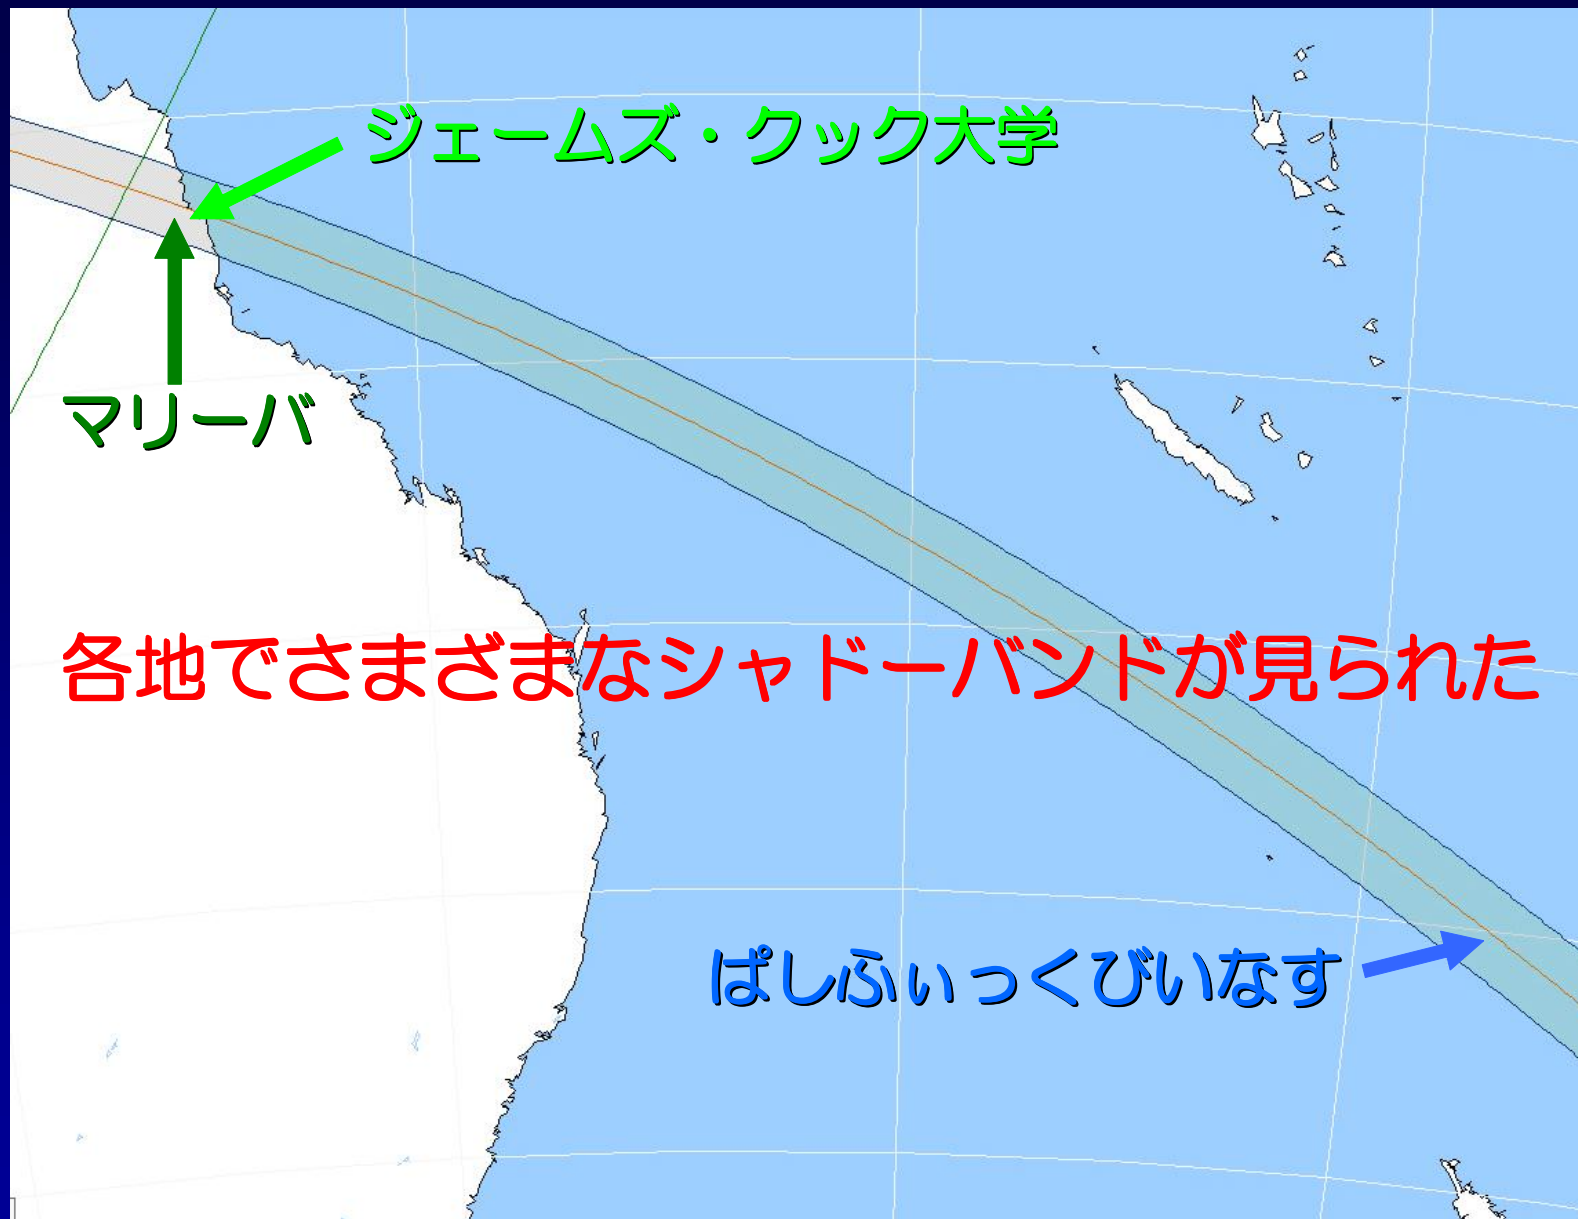 ジェームズ・クック大学
マリーバ
各地でさまざまなシャドーバンドが見られた
ぱしふぃっくびいなす